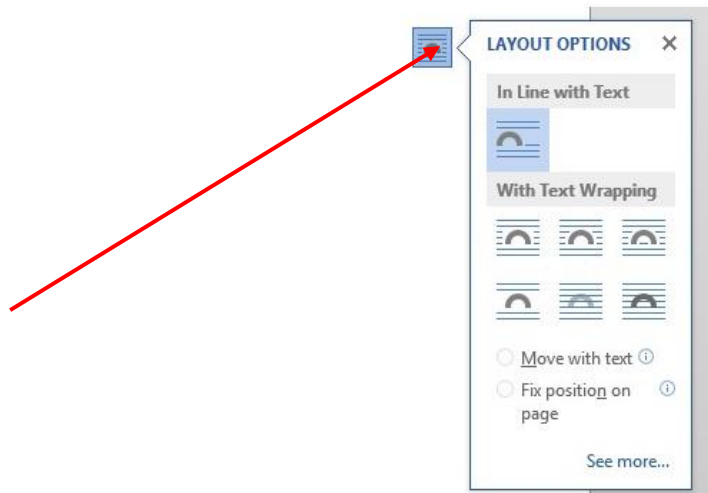 LAYOUT OPTIONS
In Line with Text
With Text Wrapping
Move with text
Fix position on
page
See more...